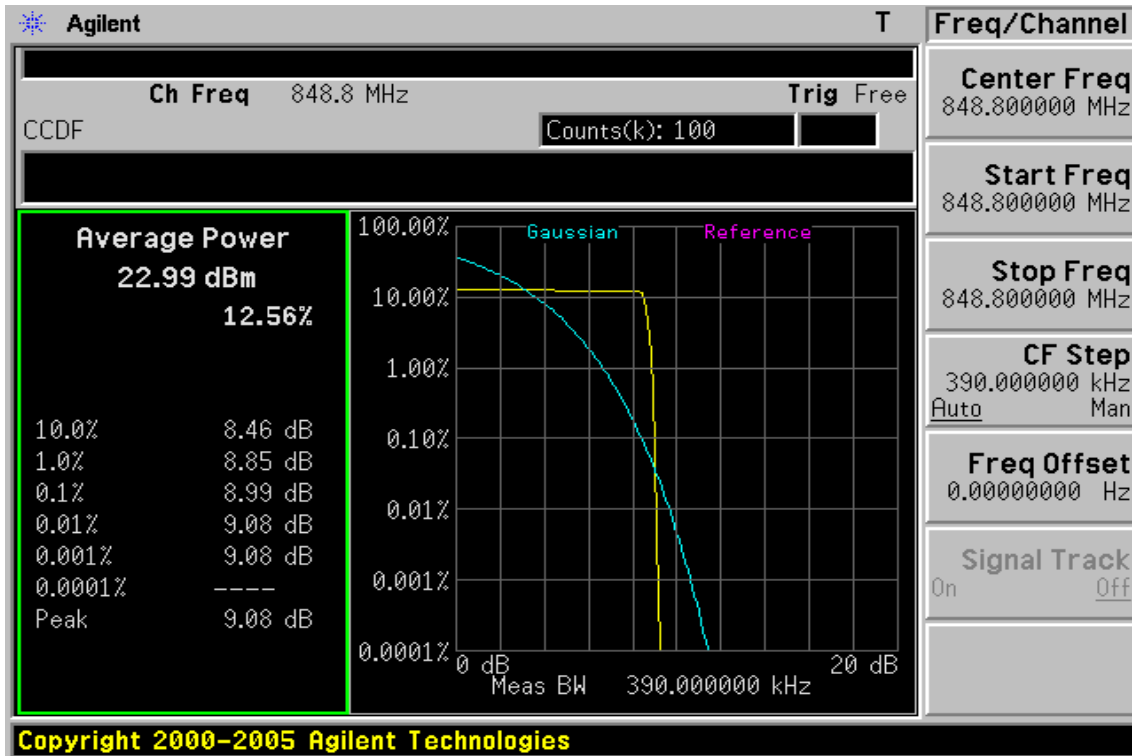 Agilent T Freq/Channel
Ch Freq 848.8 MHz Trig Free
CCDF Counts(k): 100
Average Power
22.99 dBm
12.56%
10.0% 8.46 dB
1.0% 8.85 dB
0.1% 8.99 dB
0.01% 9.08 dB
0.001% 9.08 dB
0.0001% ----
Peak 9.08 dB
Gaussian Reference
100.00%
10.00%
1.00%
0.10%
0.01%
0.001%
0.0001%
0 dB 20 dB
Meas BW 390.000000 kHz
Center Freq
848.800000 MHz
Start Freq
848.800000 MHz
Stop Freq
848.800000 MHz
CF Step
390.000000 kHz
Auto Man
Freq Offset
0.00000000 Hz
Signal Track
On Off
Copyright 2000-2005 Agilent Technologies